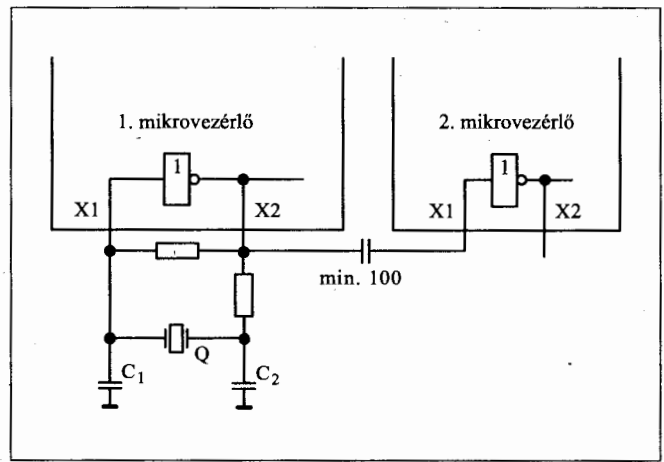 1. mikrovezérlő
2. mikrovezérlő
1
1
X1
X2
X1
X2
min. 100
Q
C1
C2